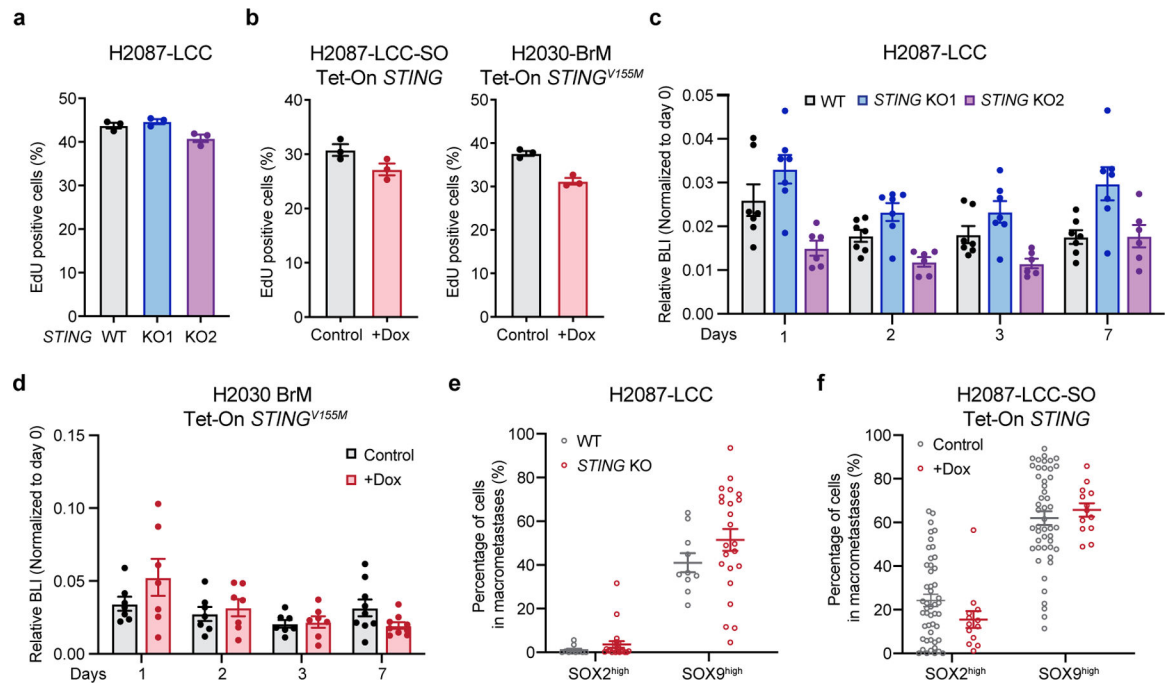 a
H2087-LCC
EdU positive cells (%)
50
40
30
20
10
0
STING WT KO1 KO2
b
H2087-LCC-SO
Tet-On STING
EdU positive cells (%)
40
30
20
10
0
Control +Dox
H2030-BrM
Tet-On STINGV155M
EdU positive cells (%)
50
40
30
20
10
0
Control +Dox
c
H2087-LCC
WT STING KO1 STING KO2
Relative BLI (Normalized to day 0)
0.05
0.04
0.03
0.02
0.01
0.00
Days 1 2 3 7
d
H2030 BrM
Tet-On STINGV155M
Control
+Dox
Relative BLI (Normalized to day 0)
0.15
0.10
0.05
0.00
Days 1 2 3 7
e
H2087-LCC
WT
STING KO
Percentage of cells
in macrometastases (%)
100
80
60
40
20
0
SOX2high SOX9high
f
H2087-LCC-SO
Tet-On STING
Control
+Dox
Percentage of cells
in macrometastases (%)
100
80
60
40
20
0
SOX2high SOX9high